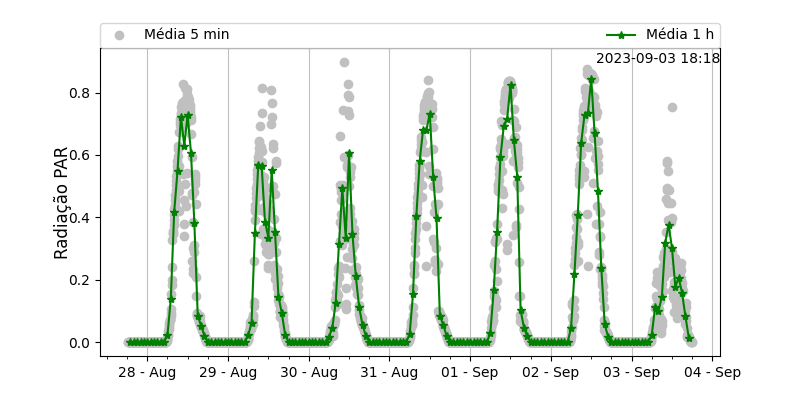 Média 5 min
Média 1 h
2023-09-03 18:18
Radiação PAR
0.8
0.6
0.4
0.2
0.0
28 - Aug
29 - Aug
30 - Aug
31 - Aug
01 - Sep
02 - Sep
03 - Sep
04 - Sep